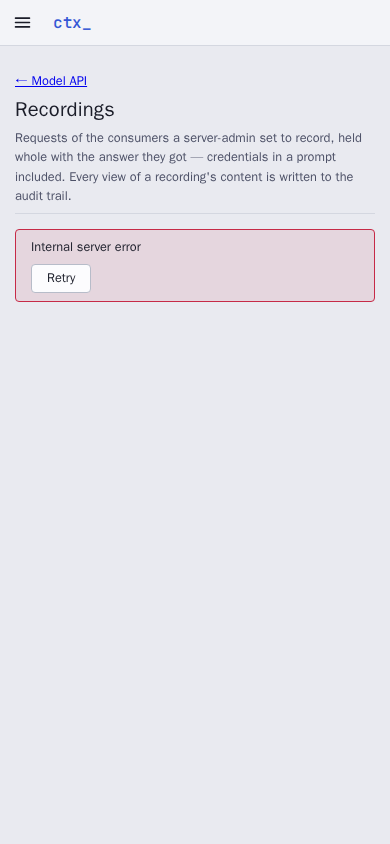 ctx_
← Model API
Recordings
Requests of the consumers a server-admin set to record, held
whole with the answer they got — credentials in a prompt
included. Every view of a recording's content is written to the
audit trail.
Internal server error
Retry